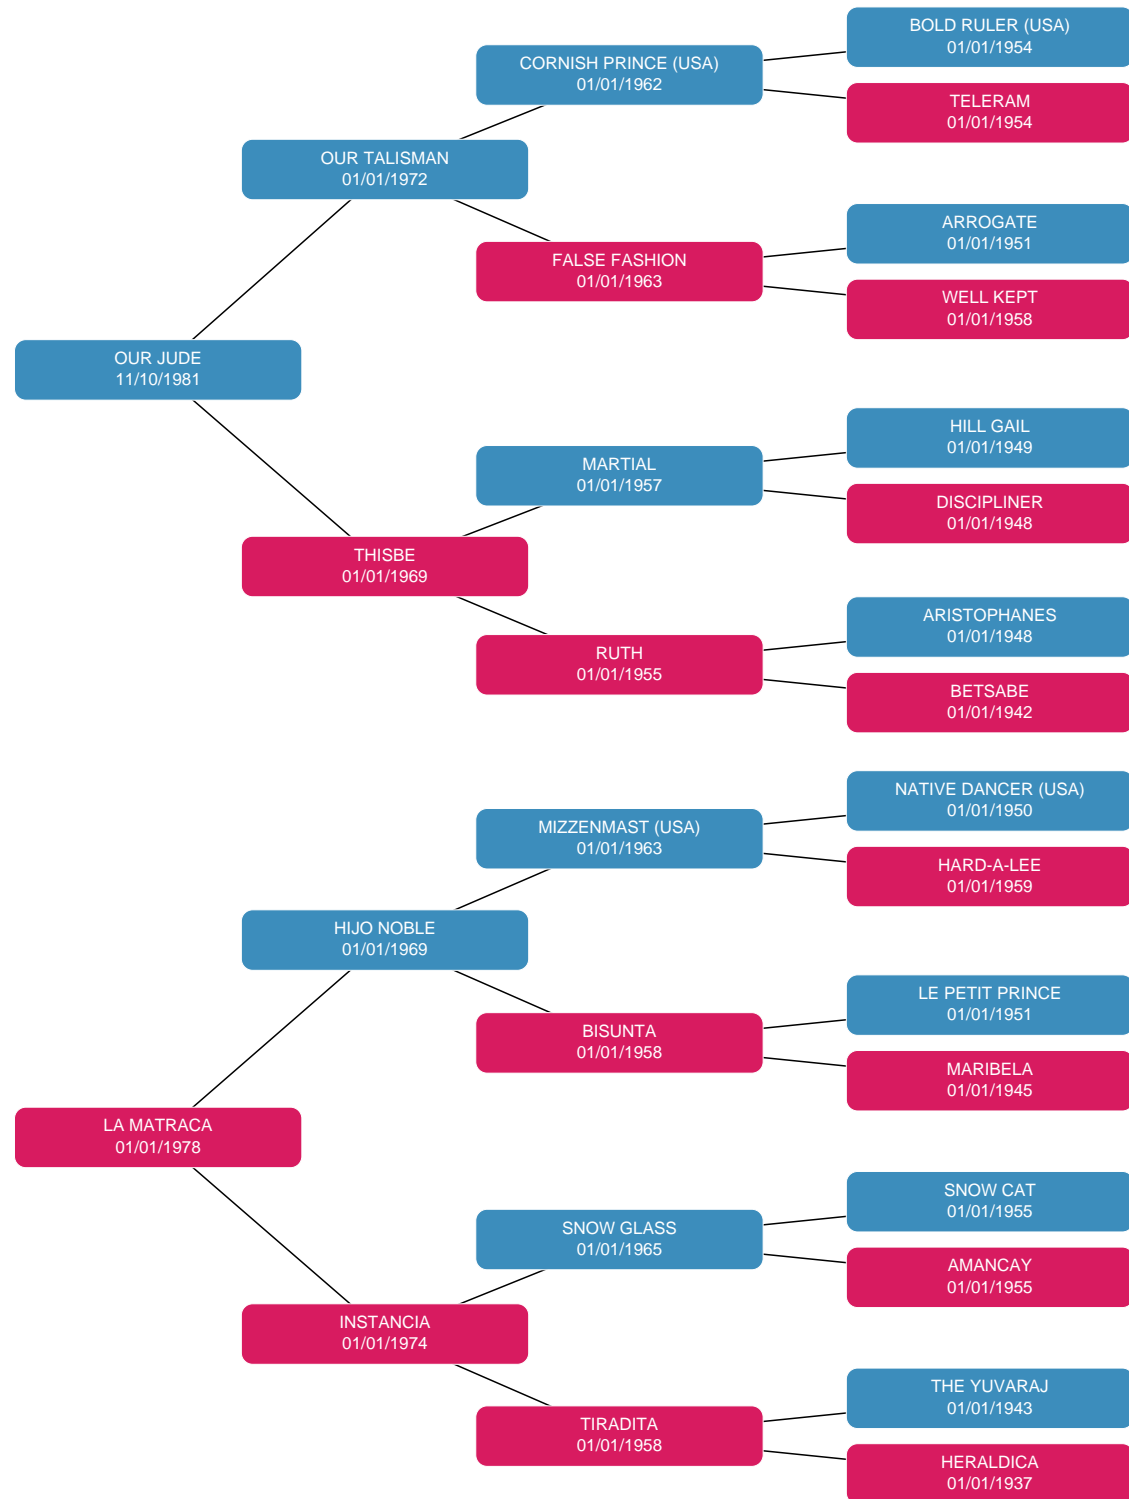 BOLD RULER (USA)
01/01/1954
CORNISH PRINCE (USA)
01/01/1962
TELERAM
01/01/1954
OUR TALISMAN
01/01/1972
ARROGATE
01/01/1951
FALSE FASHION
01/01/1963
WELL KEPT
01/01/1958
OUR JUDE
11/10/1981
HILL GAIL
01/01/1949
MARTIAL
01/01/1957
DISCIPLINER
01/01/1948
THISBE
01/01/1969
ARISTOPHANES
01/01/1948
RUTH
01/01/1955
BETSABE
01/01/1942
NATIVE DANCER (USA)
01/01/1950
MIZZENMAST (USA)
01/01/1963
HARD-A-LEE
01/01/1959
HIJO NOBLE
01/01/1969
LE PETIT PRINCE
01/01/1951
BISUNTA
01/01/1958
MARIBELA
01/01/1945
LA MATRACA
01/01/1978
SNOW CAT
01/01/1955
SNOW GLASS
01/01/1965
AMANCAY
01/01/1955
INSTANCIA
01/01/1974
THE YUVARAJ
01/01/1943
TIRADITA
01/01/1958
HERALDICA
01/01/1937